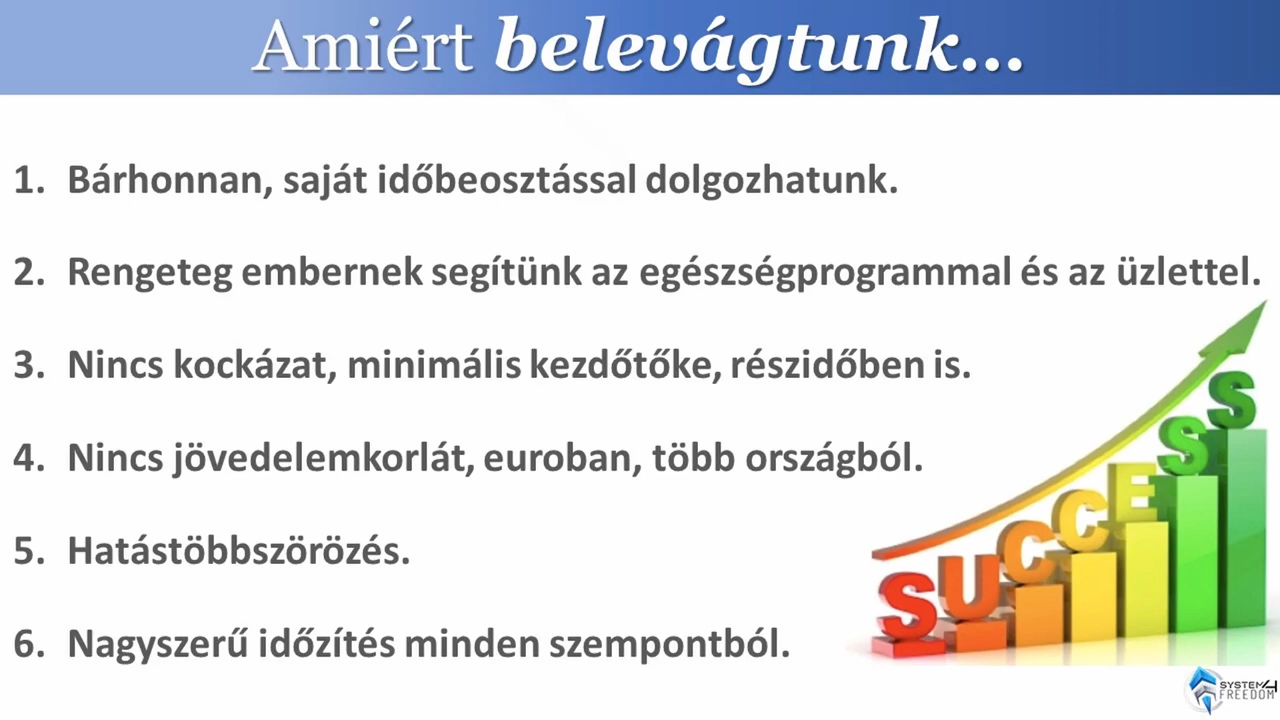 Amiért belevágtunk...
1. Bárhonnan, saját időbeosztással dolgozhatunk.
2. Rengeteg embernek segítünk az egészségprogrammal és az üzlettel.
3. Nincs kockázat, minimális kezdőtőke, részidőben is.
4. Nincs jövedelemkorlát, euroban, több országból.
5. Hatástöbbszörözés.
6. Nagyszerű időzítés minden szempontból.
SUCCESS
SYSTEM4
FREEDOM